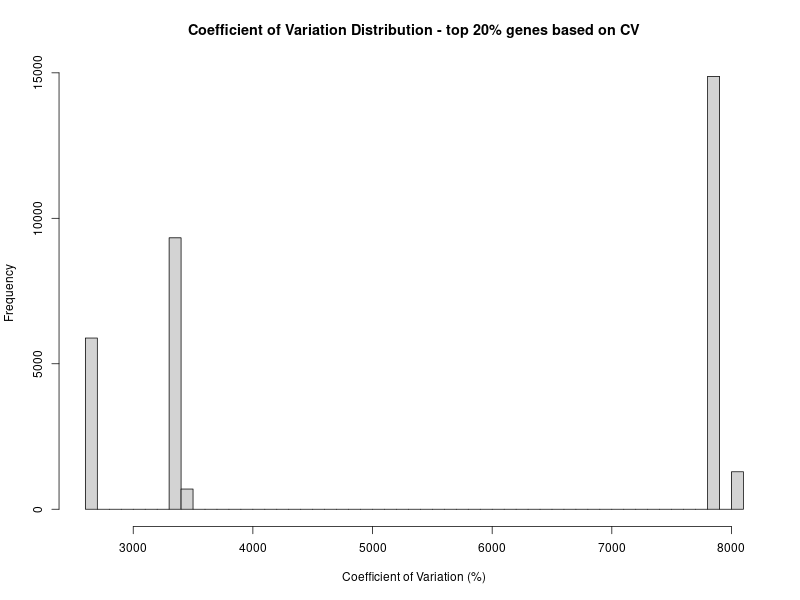 Coefficient of Variation Distribution - top 20% genes based on CV
Frequency
15000
10000
5000
0
3000 4000 5000 6000 7000 8000
Coefficient of Variation (%)